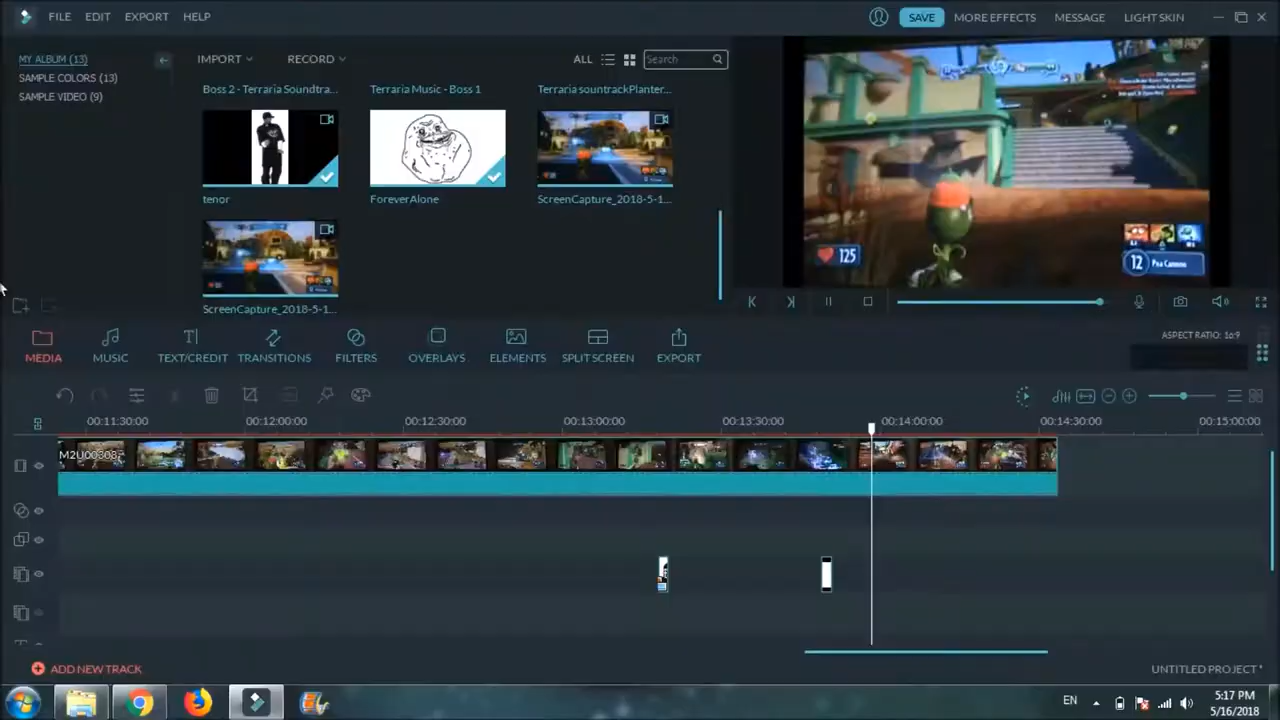 FILE EDIT EXPORT HELP
SAVE MORE EFFECTS MESSAGE LIGHT SKIN
MY ALBUM (13)
SAMPLE COLORS (13)
SAMPLE VIDEO (9)
IMPORT RECORD ALL Search
Boss 2 - Terraria Soundtra... Terraria Music - Boss 1 Terraria sountrackPlanter...
tenor ForeverAlone ScreenCapture_2018-5-1...
ScreenCapture_2018-5-1...
125
12 Pea Cannon
MEDIA MUSIC TEXT/CREDIT TRANSITIONS FILTERS OVERLAYS ELEMENTS SPLIT SCREEN EXPORT
ASPECT RATIO: 16:9
00:11:30:00 00:12:00:00 00:12:30:00 00:13:00:00 00:13:30:00 00:14:00:00 00:14:30:00 00:15:00:00
ADD NEW TRACK
UNTITLED PROJECT*
EN
5:17 PM
5/16/2018